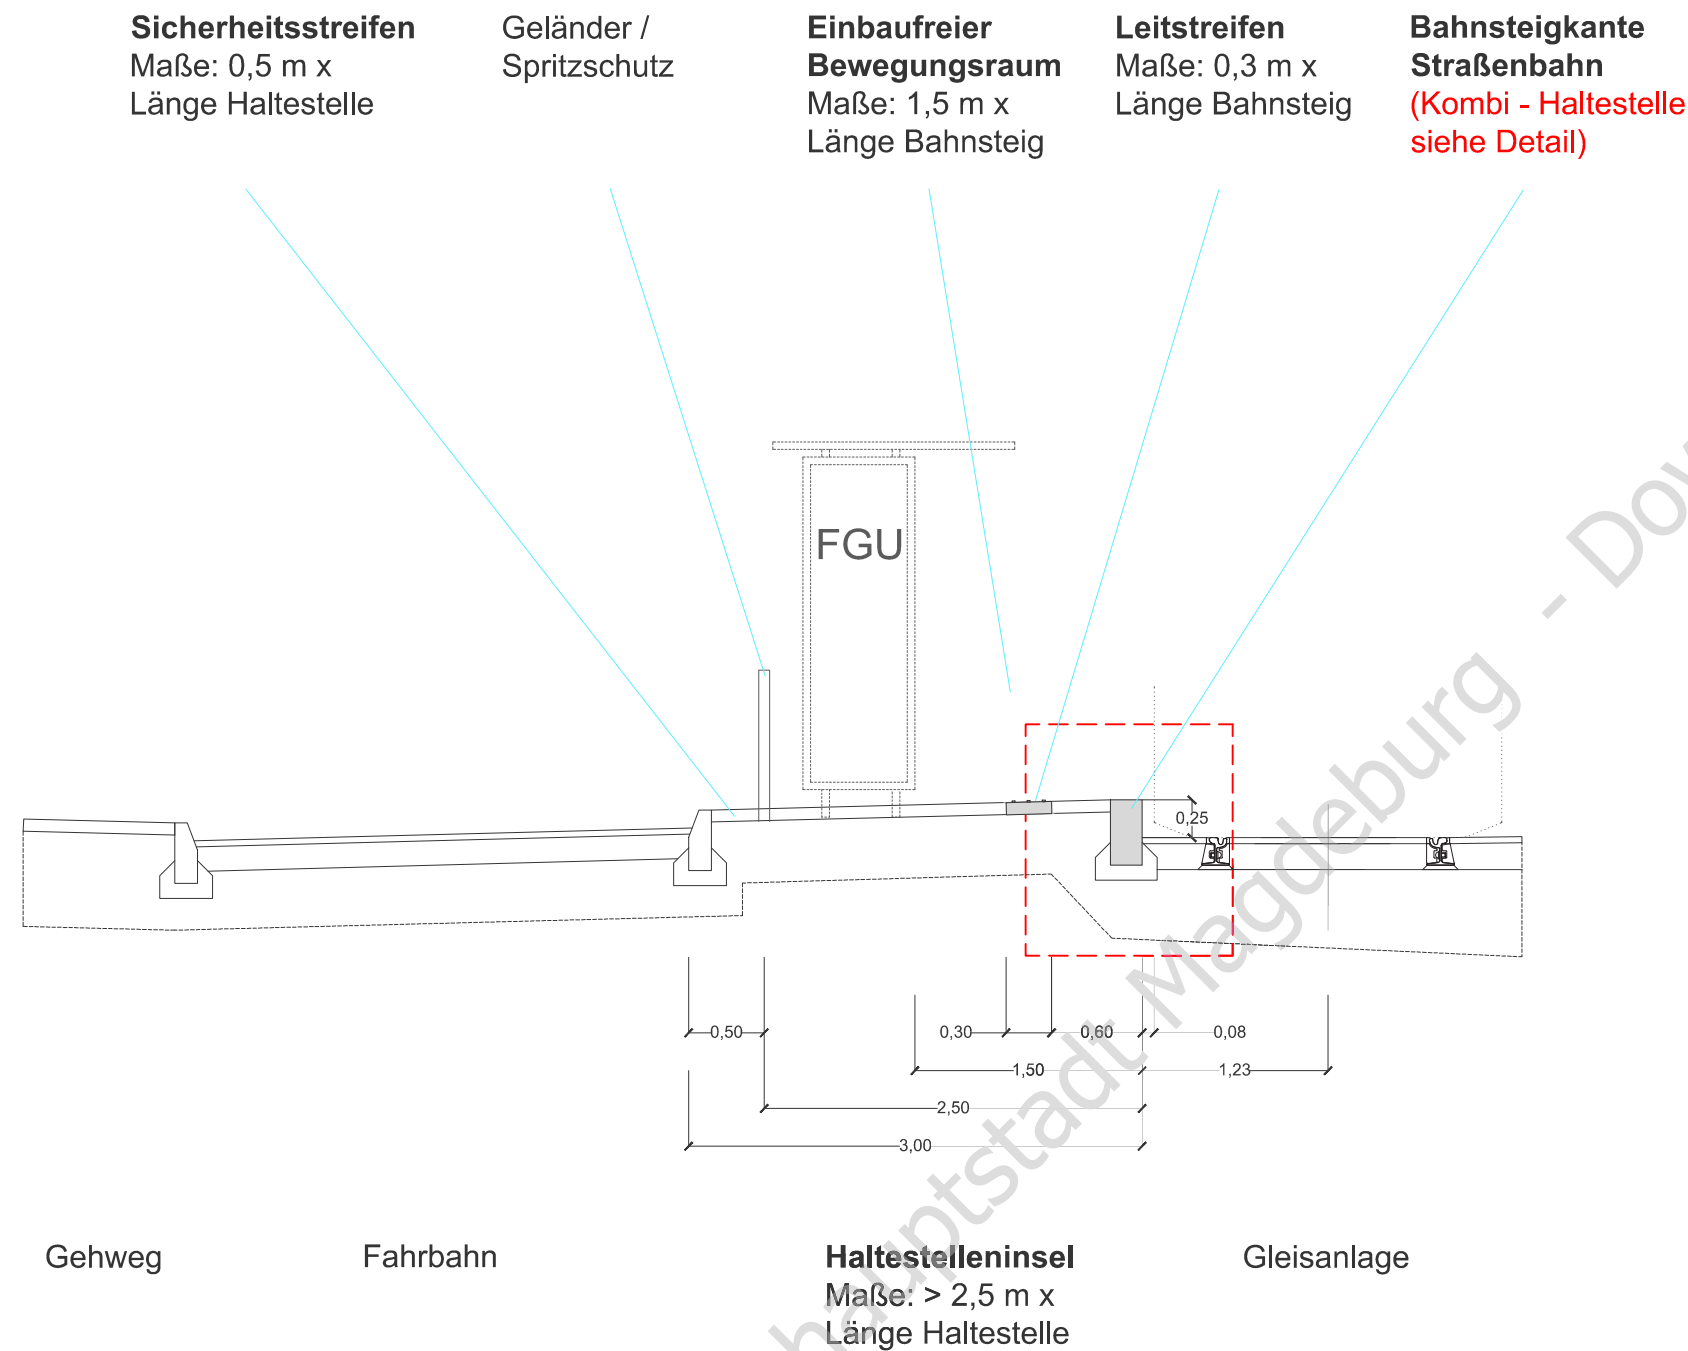 Sicherheitsstreifen
Maße: 0,5 m x
Länge Haltestelle
Geländer /
Spritzschutz
Einbaufreier
Bewegungsraum
Maße: 1,5 m x
Länge Bahnsteig
Leitstreifen
Maße: 0,3 m x
Länge Bahnsteig
Bahnsteigkante
Straßenbahn
(Kombi - Haltestelle
siehe Detail)
FGU
0,25
0,50
0,30
0,60
0,08
1,50
1,23
2,50
3,00
Gehweg
Fahrbahn
Haltestelleninsel
Maße: > 2,5 m x
Länge Haltestelle
Gleisanlage
hauptstadt Magdeburg - Dow